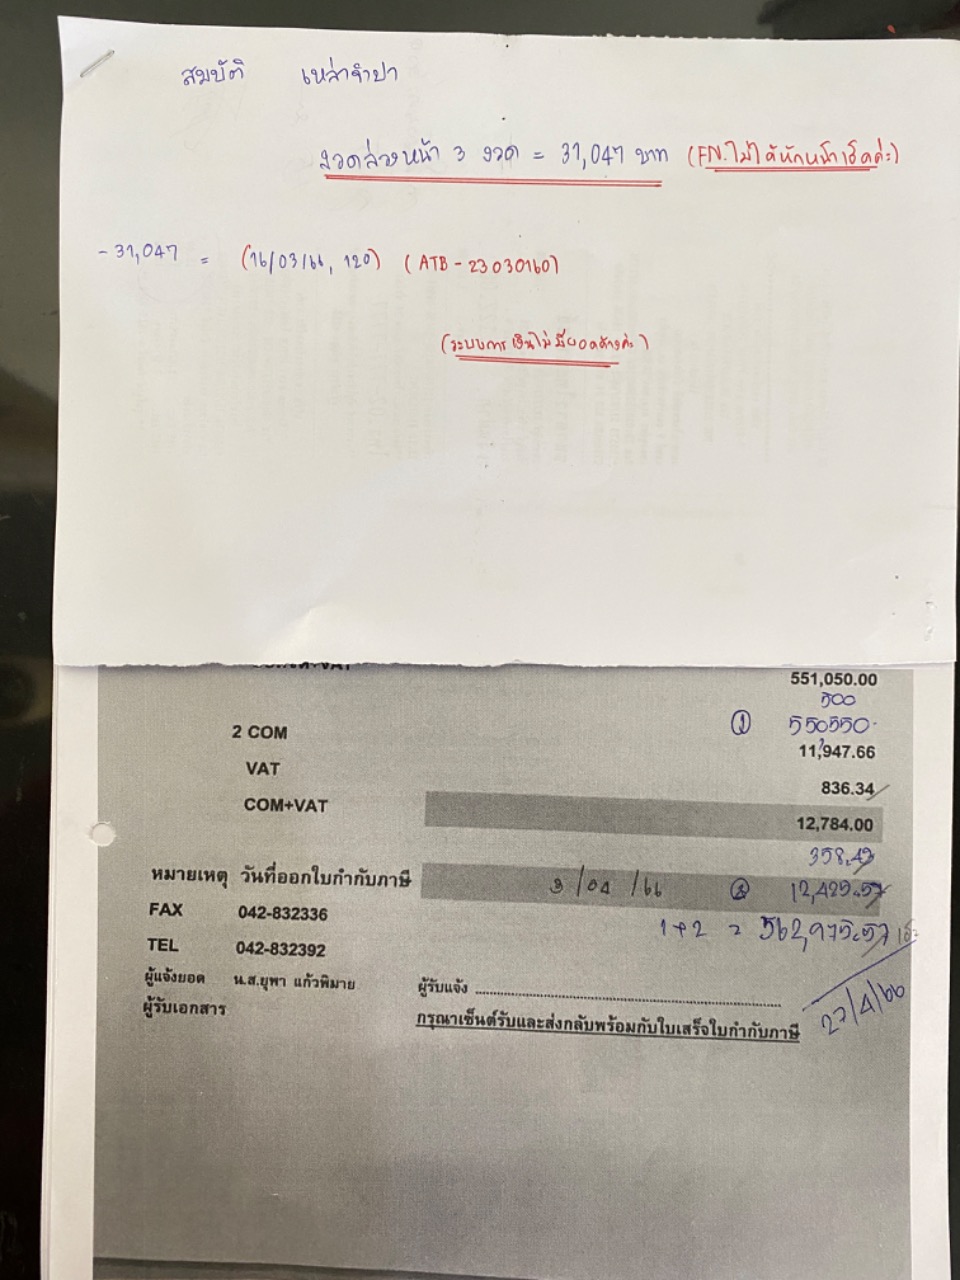 สมบัติ เหล่าจำปา
งวดล่วงหน้า 3 งวด = 31,047 บาท (FN.ไม่ได้หักหน้าเช็คค่ะ)
- 31,047 = (16/03/66, 120) (ATB - 23030160)
(ระบบการเงินไม่มียอดค้างค่ะ)
551,050.00
500
① 550550.-
2 COM 11,947.66
VAT 836.34
COM+VAT 12,784.00
358.43
หมายเหตุ วันที่ออกใบกำกับภาษี 3/04/66 ② 12,425.57
FAX 042-832336
1+2 = 562,975.57
TEL 042-832392
ผู้แจ้งยอด น.ส.ยุพา แก้วพิมาย ผู้รับแจ้ง
27/4/66
ผู้รับเอกสาร กรุณาเซ็นต์รับและส่งกลับพร้อมกับใบเสร็จใบกำกับภาษี